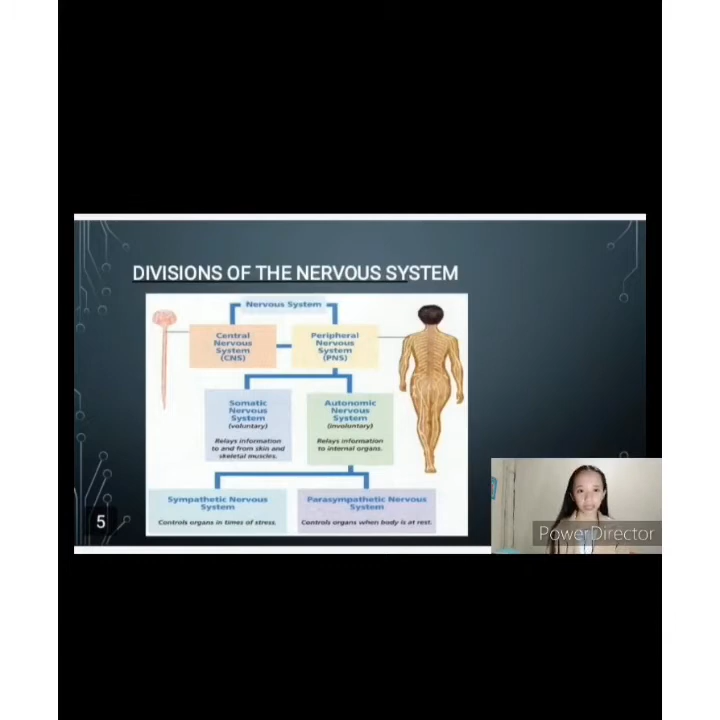 DIVISIONS OF THE NERVOUS SYSTEM
Nervous System
Central
Nervous
System
(CNS)
Peripheral
Nervous
System
(PNS)
Somatic
Nervous
System
(voluntary)
Relays information
to and from skin and
skeletal muscles.
Autonomic
Nervous
System
(involuntary)
Relays information
to internal organs.
Sympathetic Nervous
System
Controls organs in times of stress.
Parasympathetic Nervous
System
Controls organs when body is at rest.
5
PowerDirector